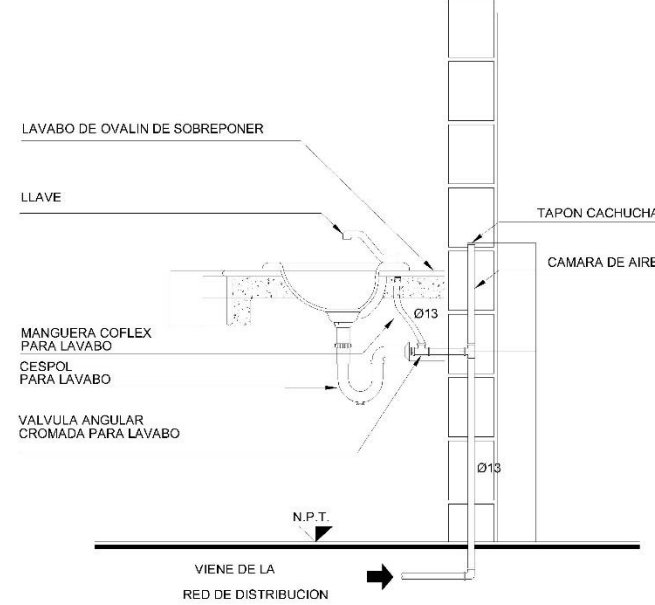 LAVABO DE OVALIN DE SOBREPONER
LLAVE
TAPON CACHUCHA
CAMARA DE AIRE
Ø13
MANGUERA COFLEX
PARA LAVABO
CESPOL
PARA LAVABO
VALVULA ANGULAR
CROMADA PARA LAVABO
Ø13
N.P.T.
VIENE DE LA
RED DE DISTRIBUCION